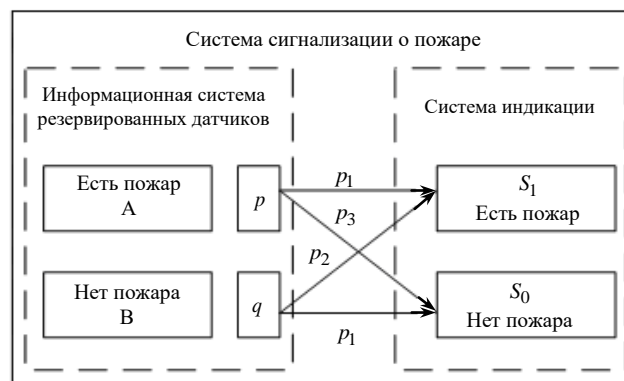 Система сигнализации о пожаре
Информационная система
резервированных датчиков
Система индикации
Есть пожар
A
p
p₁
S₁
Есть пожар
p₃
p₂
Нет пожара
B
q
p₁
S₀
Нет пожара